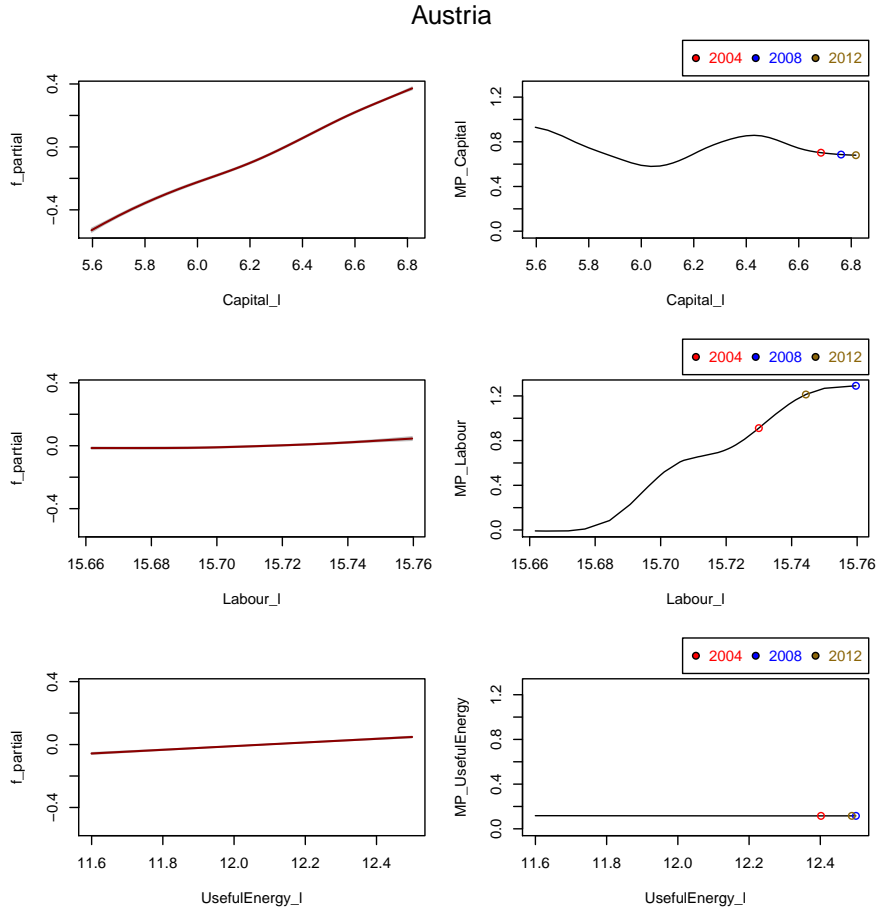 Austria
f_partial
-0.4 0.0 0.4
5.6 5.8 6.0 6.2 6.4 6.6 6.8
Capital_l
2004 2008 2012
MP_Capital
0.0 0.4 0.8 1.2
5.6 5.8 6.0 6.2 6.4 6.6 6.8
Capital_l
f_partial
-0.4 0.0 0.4
15.66 15.68 15.70 15.72 15.74 15.76
Labour_l
2004 2008 2012
MP_Labour
0.0 0.4 0.8 1.2
15.66 15.68 15.70 15.72 15.74 15.76
Labour_l
f_partial
-0.4 0.0 0.4
11.6 11.8 12.0 12.2 12.4
UsefulEnergy_l
2004 2008 2012
MP_UsefulEnergy
0.0 0.4 0.8 1.2
11.6 11.8 12.0 12.2 12.4
UsefulEnergy_l